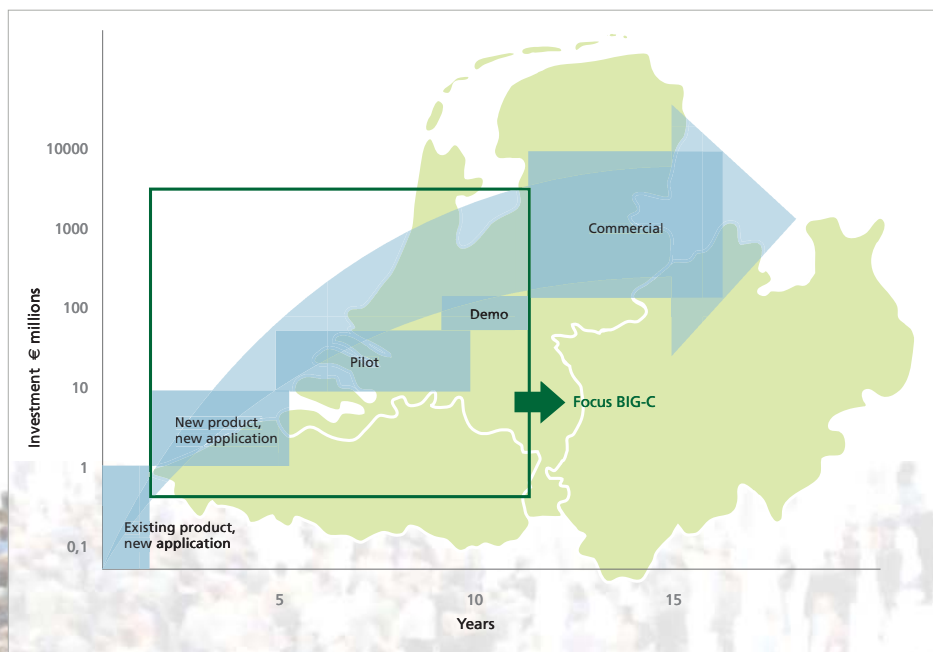 10000
1000
100
10
1
0,1
Investment € millions
Commercial
Demo
Pilot
Focus BIG-C
New product,
new application
Existing product,
new application
5
10
15
Years